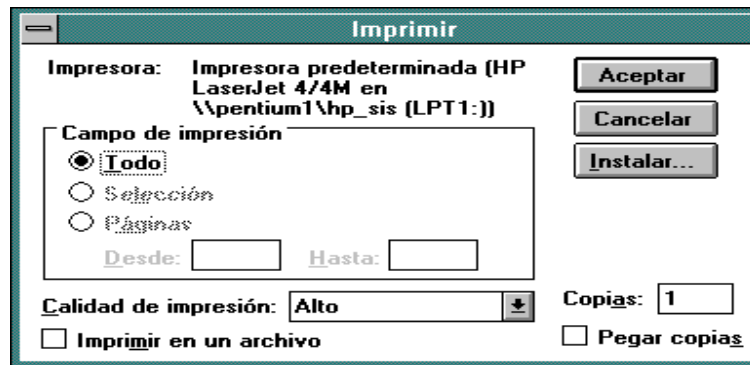 Imprimir
Impresora: Impresora predeterminada (HP
LaserJet 4/4M en
\\pentium1\hp_sis (LPT1:))
Aceptar
Cancelar
Instalar...
Campo de impresión
Todo
Selección
Páginas
Desde: Hasta:
Calidad de impresión: Alto
Copias: 1
Imprimir en un archivo
Pegar copias